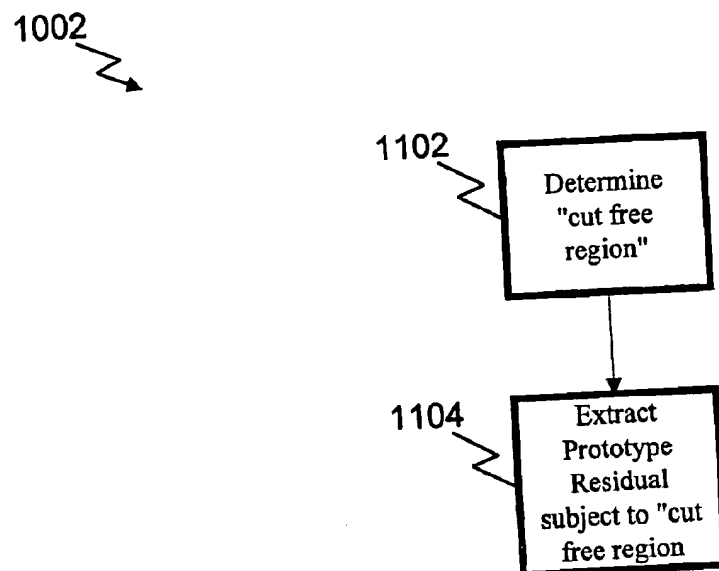 1002
1102
Determine
"cut free
region"
1104
Extract
Prototype
Residual
subject to "cut
free region